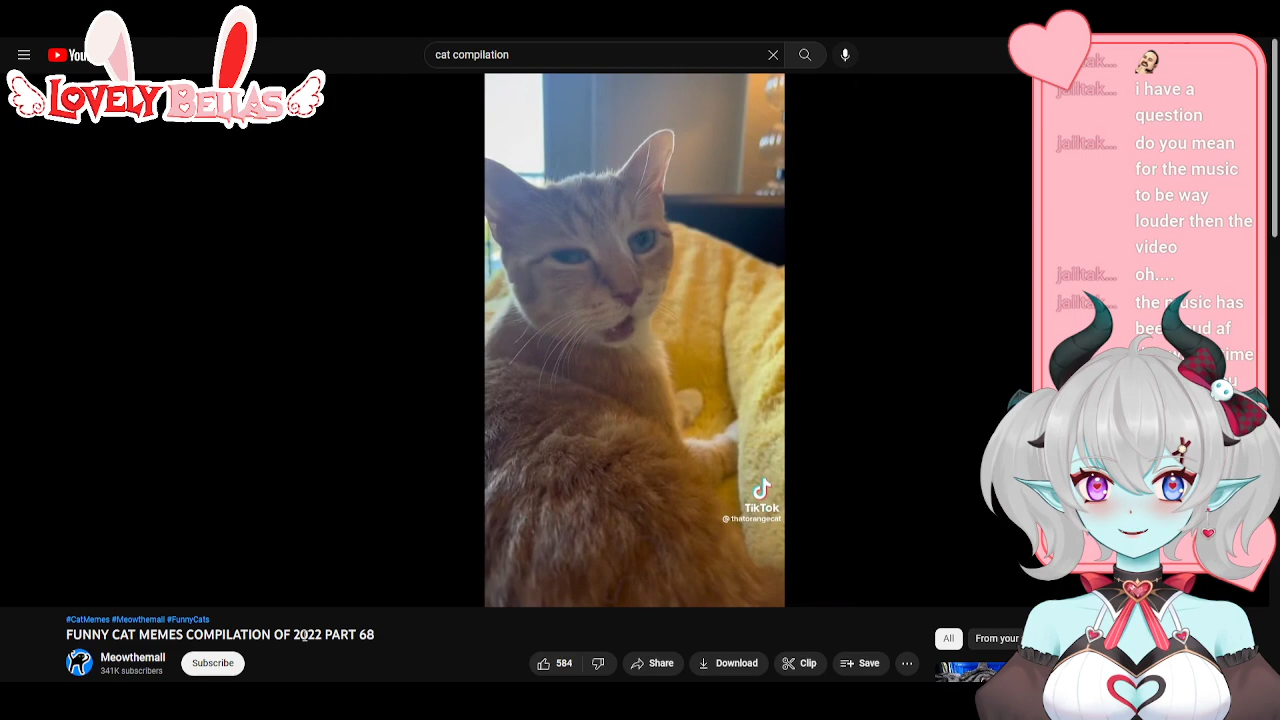 cat compilation
LOVELY BELLAS
jalltak...
jalltak...
i have a
question
jalltak...
do you mean
for the music
to be way
louder then the
video
jalltak...
oh....
jalltak...
the music has
TikTok
@thatorangecat
#CatMemes #Meowthemall #FunnyCats
FUNNY CAT MEMES COMPILATION OF 2022 PART 68
Meowthemall
341K subscribers
Subscribe
584
Share
Download
Clip
Save
All
From your